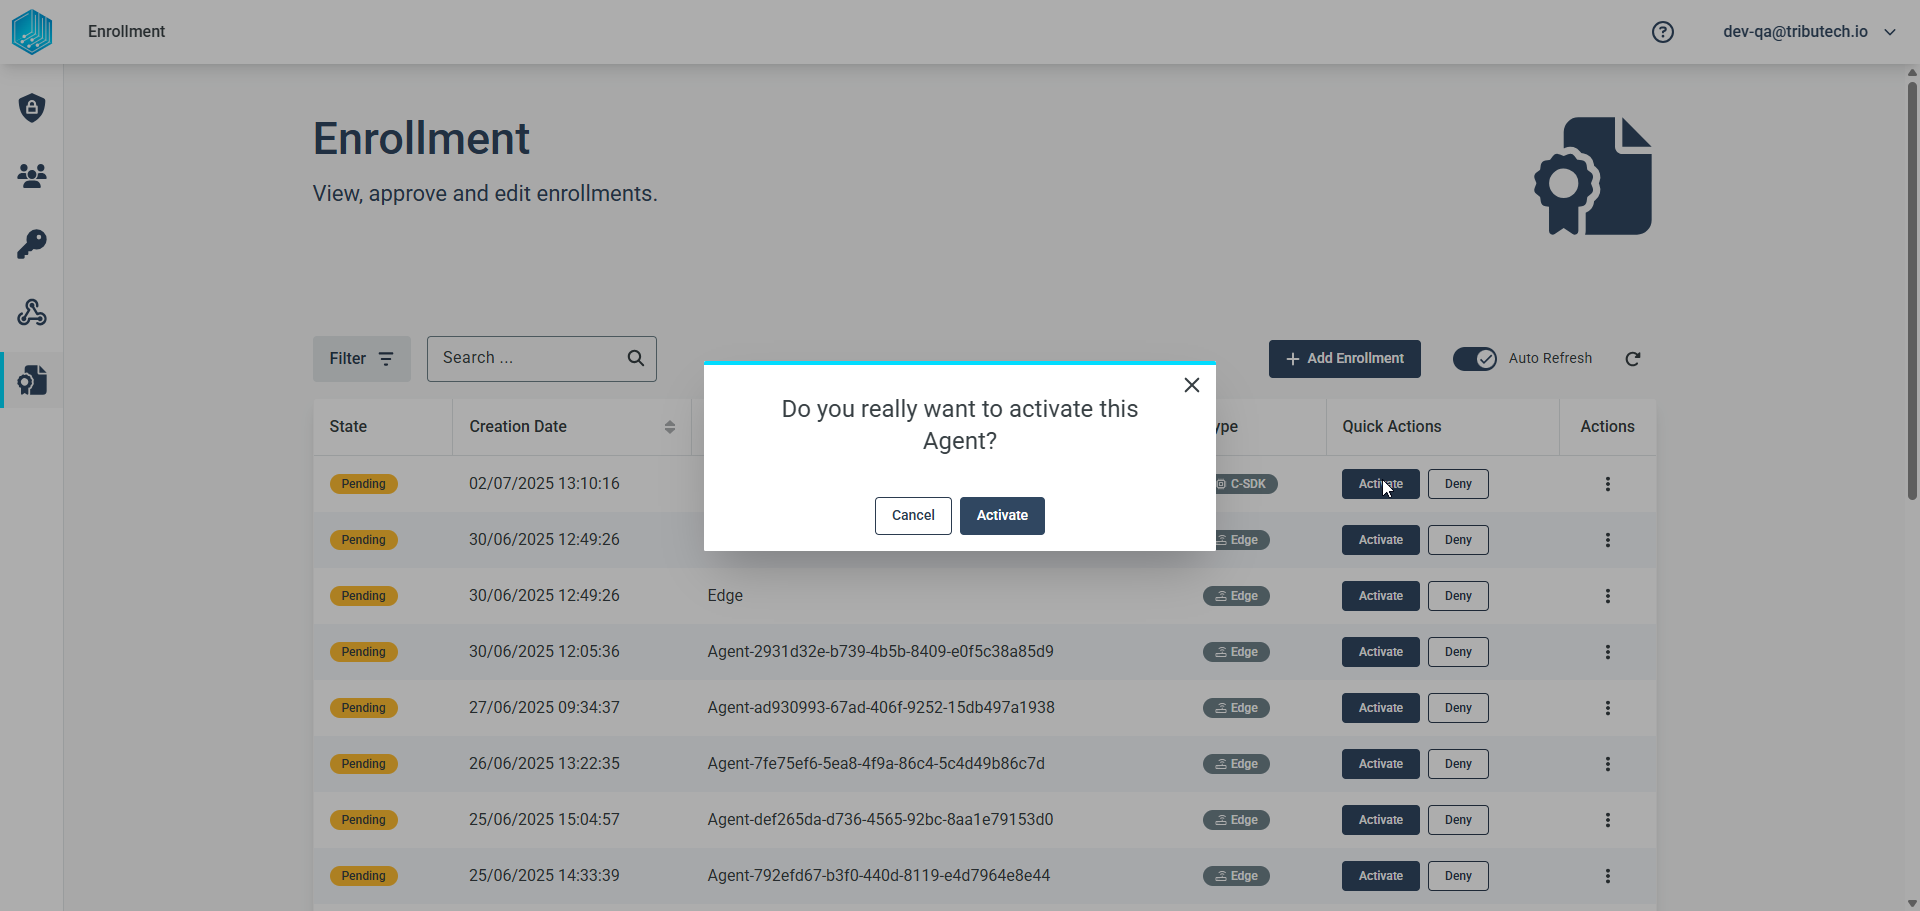 Enrollment
dev-qa@tributech.io
Enrollment
View, approve and edit enrollments.
Filter
Search ...
Add Enrollment
Auto Refresh
Do you really want to activate this
Agent?
Cancel
Activate
State Creation Date Quick Actions Actions
Pending 02/07/2025 13:10:16 C-SDK Activate Deny
Pending 30/06/2025 12:49:26 Edge Activate Deny
Pending 30/06/2025 12:49:26 Edge Edge Activate Deny
Pending 30/06/2025 12:05:36 Agent-2931d32e-b739-4b5b-8409-e0f5c38a85d9 Edge Activate Deny
Pending 27/06/2025 09:34:37 Agent-ad930993-67ad-406f-9252-15db497a1938 Edge Activate Deny
Pending 26/06/2025 13:22:35 Agent-7fe75ef6-5ea8-4f9a-86c4-5c4d49b86c7d Edge Activate Deny
Pending 25/06/2025 15:04:57 Agent-def265da-d736-4565-92bc-8aa1e79153d0 Edge Activate Deny
Pending 25/06/2025 14:33:39 Agent-792efd67-b3f0-440d-8119-e4d7964e8e44 Edge Activate Deny